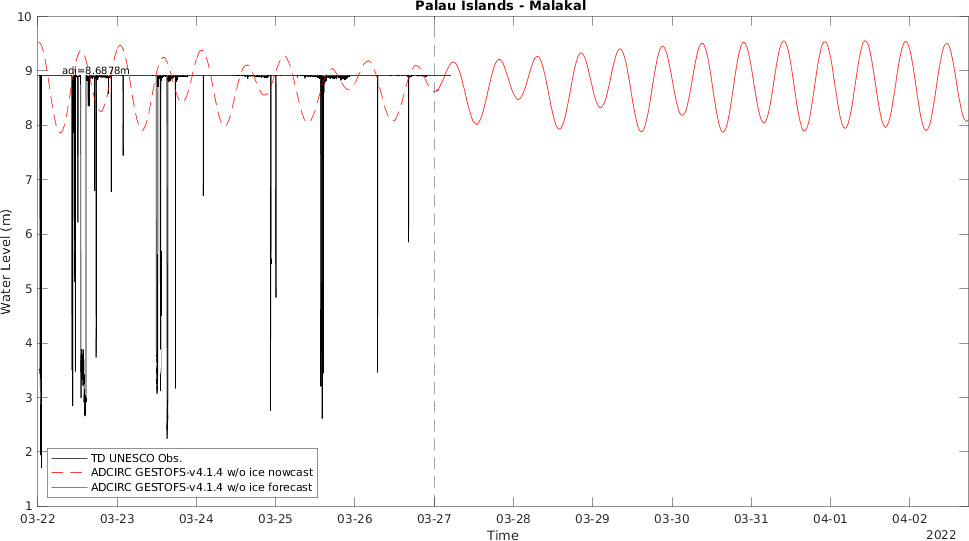 Palau Islands - Malakal
10
9
8
7
6
5
4
3
2
1
Water Level (m)
adj=8.6878m
TD UNESCO Obs.
ADCIRC GESTOFS-v4.1.4 w/o ice nowcast
ADCIRC GESTOFS-v4.1.4 w/o ice forecast
03-22 03-23 03-24 03-25 03-26 03-27 03-28 03-29 03-30 03-31 04-01 04-02
Time
2022